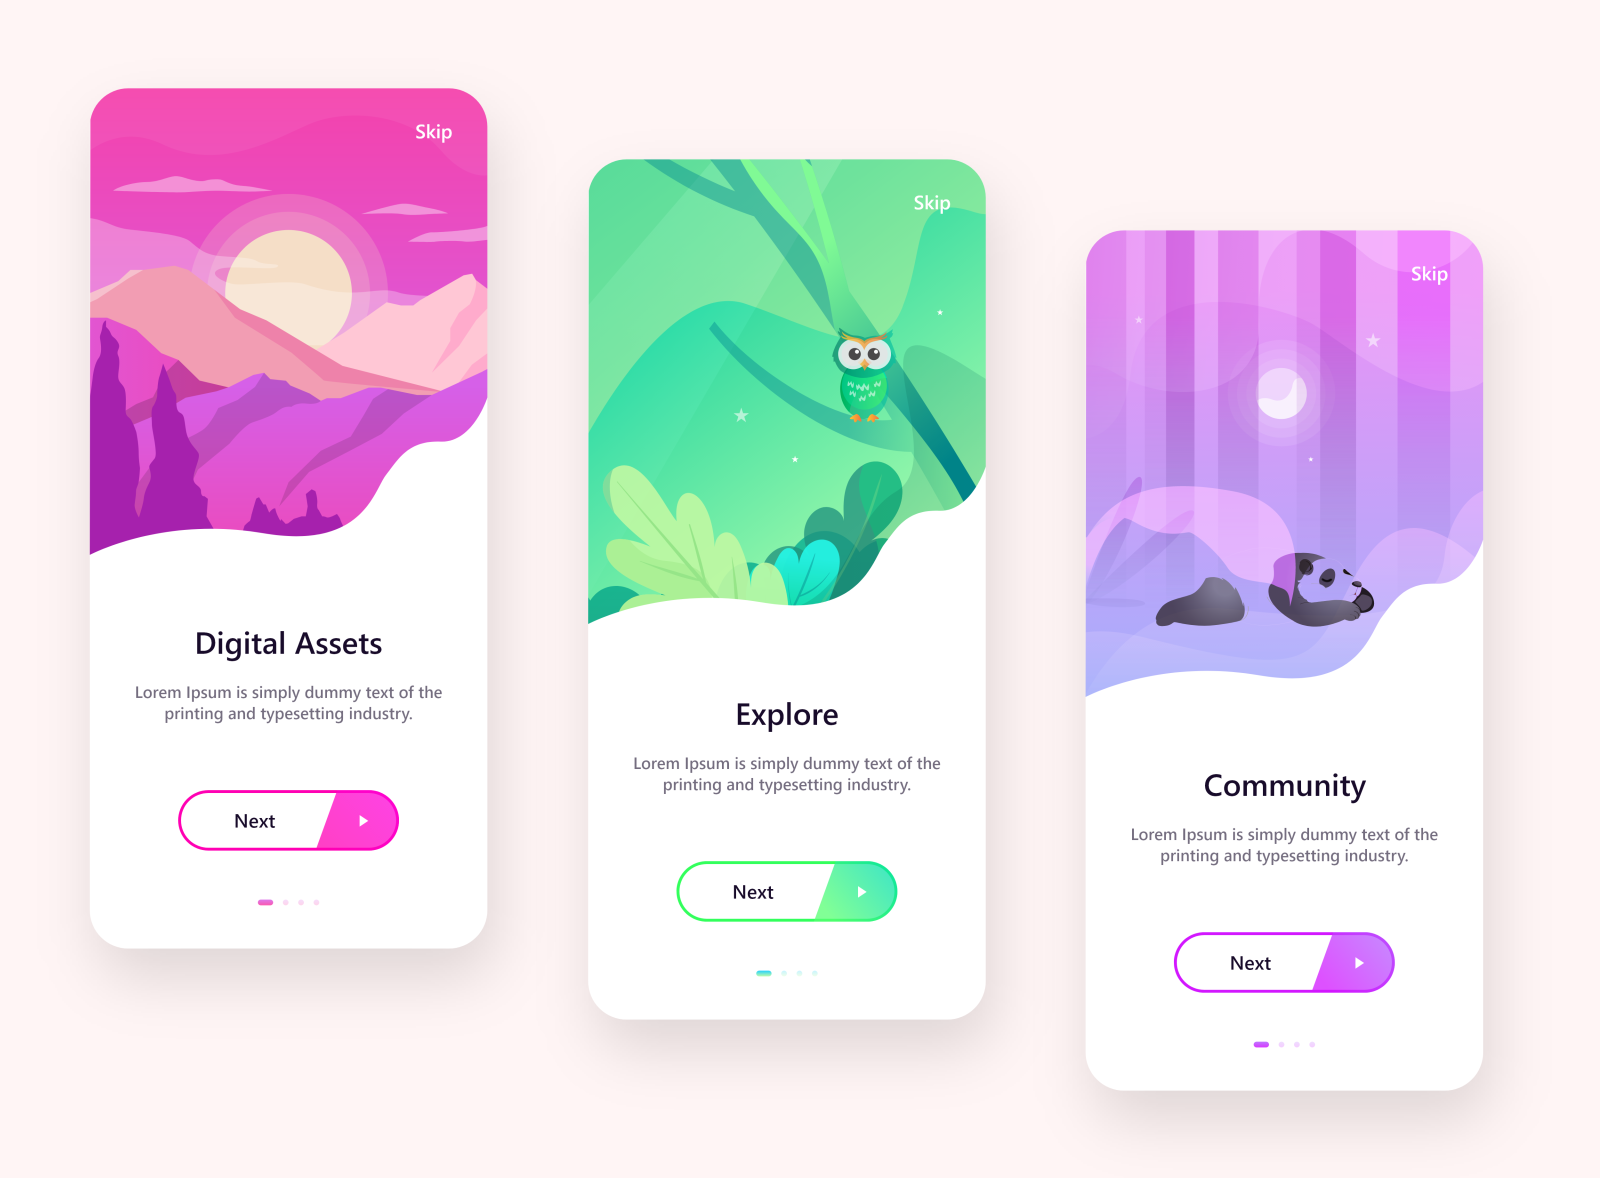 Skip
Digital Assets
Lorem Ipsum is simply dummy text of the
printing and typesetting industry.
Next
Skip
Explore
Lorem Ipsum is simply dummy text of the
printing and typesetting industry.
Next
Skip
Community
Lorem Ipsum is simply dummy text of the
printing and typesetting industry.
Next